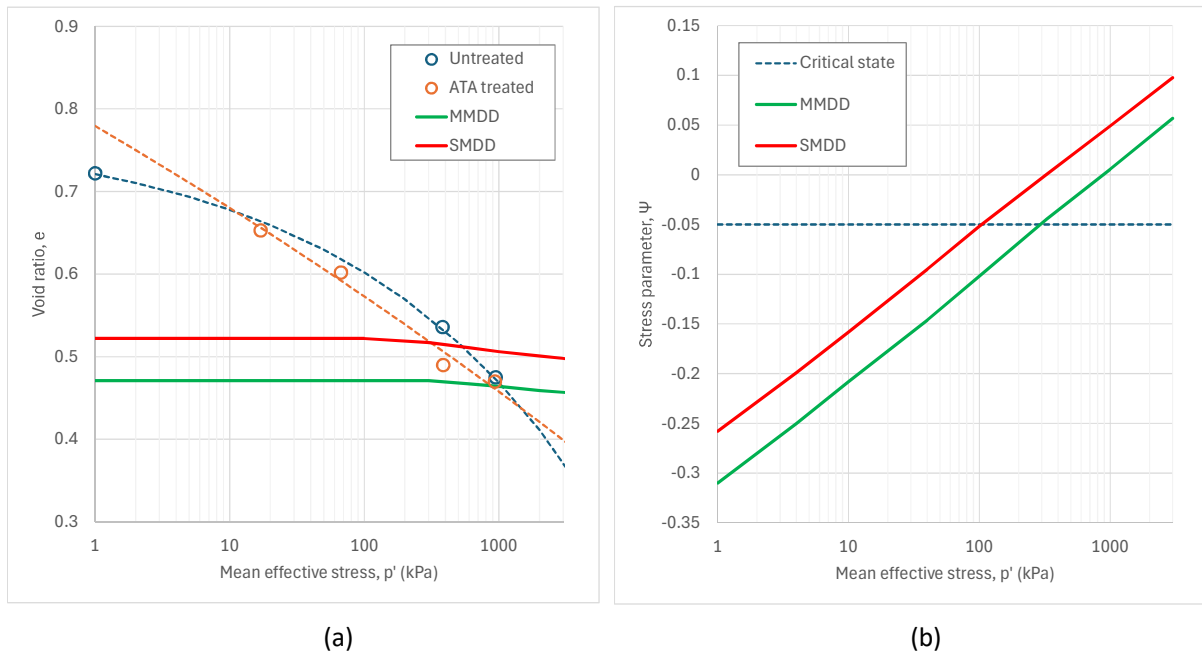 0.9
0.8
0.7
0.6
0.5
0.4
0.3
Void ratio, e
Untreated
ATA treated
MMDD
SMDD
1
10
100
1000
Mean effective stress, p' (kPa)
(a)
0.15
0.1
0.05
0
-0.05
-0.1
-0.15
-0.2
-0.25
-0.3
-0.35
Stress parameter, Ψ
Critical state
MMDD
SMDD
1
10
100
1000
Mean effective stress, p' (kPa)
(b)